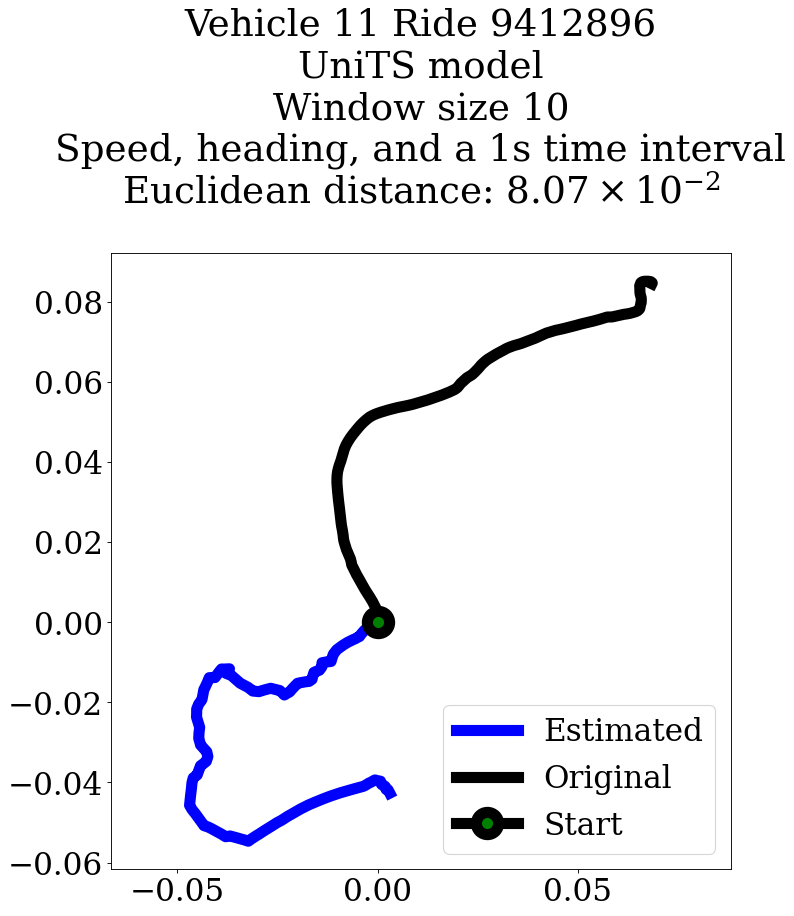 Vehicle 11 Ride 9412896
UniTS model
Window size 10
Speed, heading, and a 1s time interval
Euclidean distance: 8.07 × 10⁻²
0.08
0.06
0.04
0.02
0.00
−0.02
−0.04
−0.06
Estimated
Original
Start
−0.05
0.00
0.05